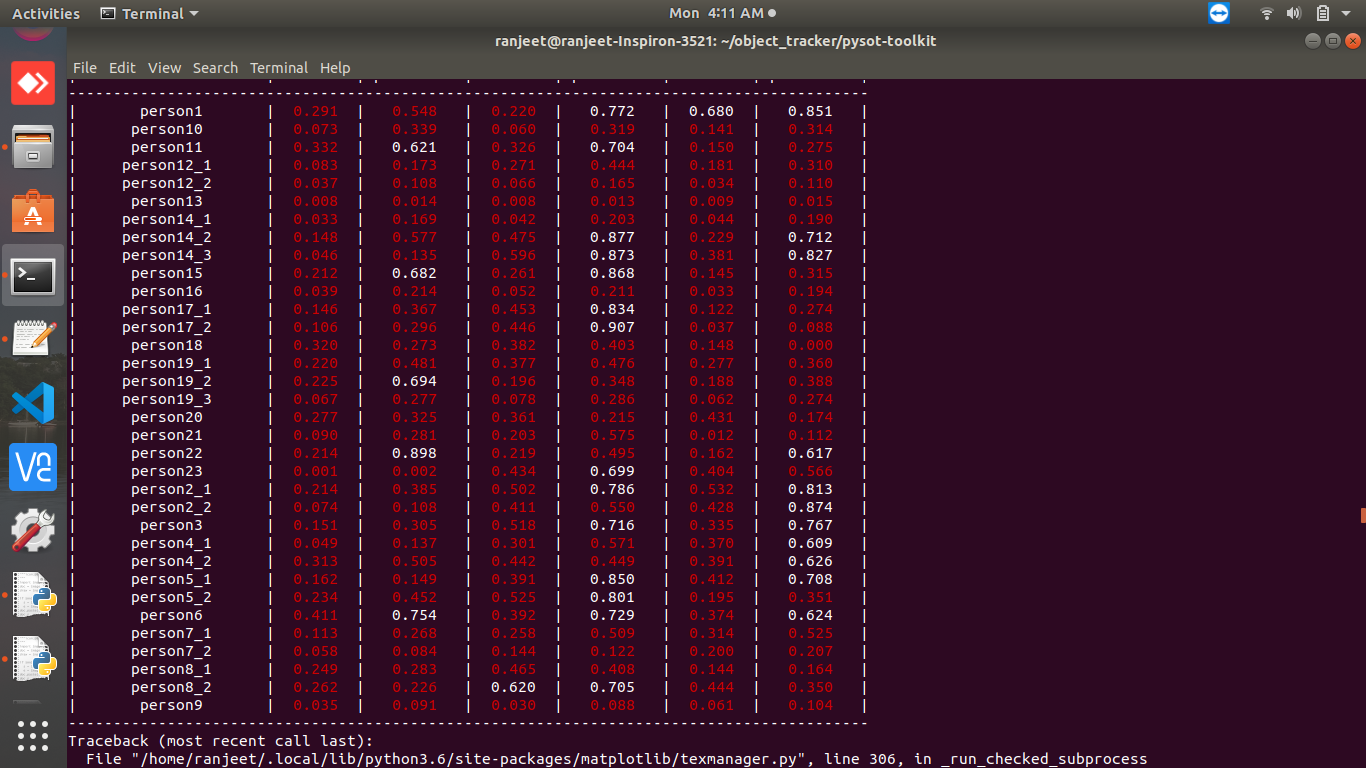 Activities Terminal Mon 4:11 AM
ranjeet@ranjeet-Inspiron-3521: ~/object_tracker/pysot-toolkit
File Edit View Search Terminal Help
----------------------------------------------------------------------------------------
| person1 | 0.291 | 0.548 | 0.220 | 0.772 | 0.680 | 0.851 |
| person10 | 0.073 | 0.339 | 0.060 | 0.319 | 0.141 | 0.314 |
| person11 | 0.332 | 0.621 | 0.326 | 0.704 | 0.150 | 0.275 |
| person12_1 | 0.083 | 0.173 | 0.271 | 0.444 | 0.181 | 0.310 |
| person12_2 | 0.037 | 0.108 | 0.066 | 0.165 | 0.034 | 0.110 |
| person13 | 0.008 | 0.014 | 0.008 | 0.013 | 0.009 | 0.015 |
| person14_1 | 0.033 | 0.169 | 0.042 | 0.203 | 0.044 | 0.190 |
| person14_2 | 0.148 | 0.577 | 0.475 | 0.877 | 0.229 | 0.712 |
| person14_3 | 0.046 | 0.135 | 0.596 | 0.873 | 0.381 | 0.827 |
| person15 | 0.212 | 0.682 | 0.261 | 0.868 | 0.145 | 0.315 |
| person16 | 0.039 | 0.214 | 0.052 | 0.211 | 0.033 | 0.194 |
| person17_1 | 0.146 | 0.367 | 0.453 | 0.834 | 0.122 | 0.274 |
| person17_2 | 0.106 | 0.296 | 0.446 | 0.907 | 0.037 | 0.088 |
| person18 | 0.320 | 0.273 | 0.382 | 0.403 | 0.148 | 0.000 |
| person19_1 | 0.220 | 0.481 | 0.377 | 0.476 | 0.277 | 0.360 |
| person19_2 | 0.225 | 0.694 | 0.196 | 0.348 | 0.188 | 0.388 |
| person19_3 | 0.067 | 0.277 | 0.078 | 0.286 | 0.062 | 0.274 |
| person20 | 0.277 | 0.325 | 0.361 | 0.215 | 0.431 | 0.174 |
| person21 | 0.090 | 0.281 | 0.203 | 0.575 | 0.012 | 0.112 |
| person22 | 0.214 | 0.898 | 0.219 | 0.495 | 0.162 | 0.617 |
| person23 | 0.001 | 0.002 | 0.434 | 0.699 | 0.404 | 0.566 |
| person2_1 | 0.214 | 0.385 | 0.502 | 0.786 | 0.532 | 0.813 |
| person2_2 | 0.074 | 0.108 | 0.411 | 0.550 | 0.428 | 0.874 |
| person3 | 0.151 | 0.305 | 0.518 | 0.716 | 0.335 | 0.767 |
| person4_1 | 0.049 | 0.137 | 0.301 | 0.571 | 0.370 | 0.609 |
| person4_2 | 0.313 | 0.505 | 0.442 | 0.449 | 0.391 | 0.626 |
| person5_1 | 0.162 | 0.149 | 0.391 | 0.850 | 0.412 | 0.708 |
| person5_2 | 0.234 | 0.452 | 0.525 | 0.801 | 0.195 | 0.351 |
| person6 | 0.411 | 0.754 | 0.392 | 0.729 | 0.374 | 0.624 |
| person7_1 | 0.113 | 0.268 | 0.258 | 0.509 | 0.314 | 0.525 |
| person7_2 | 0.058 | 0.084 | 0.144 | 0.122 | 0.200 | 0.207 |
| person8_1 | 0.249 | 0.283 | 0.465 | 0.408 | 0.144 | 0.164 |
| person8_2 | 0.262 | 0.226 | 0.620 | 0.705 | 0.444 | 0.350 |
| person9 | 0.035 | 0.091 | 0.030 | 0.088 | 0.061 | 0.104 |
----------------------------------------------------------------------------------------
Traceback (most recent call last):
File "/home/ranjeet/.local/lib/python3.6/site-packages/matplotlib/texmanager.py", line 306, in _run_checked_subprocess